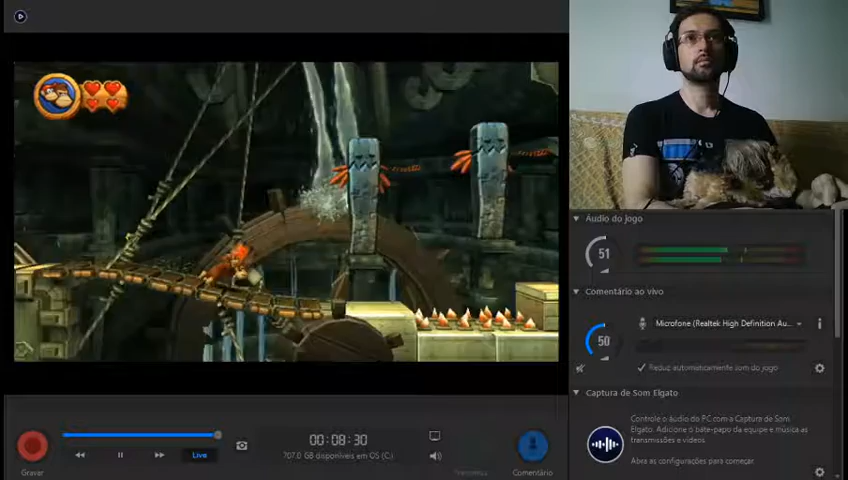 Áudio do jogo
51
Comentário ao vivo
Microfone (Realtek High Definition Au...
50
Reduz automaticamente som do jogo
Captura de Som Elgato
Controle o áudio do PC com a Captura de Som
Elgato. Adicione o bate-papo da equipe e música as
transmissões e vídeos.
Abra as configurações para começar
00:08:30
707.0 GB disponíveis em OS (C:)
Live
Gravar
Comentário